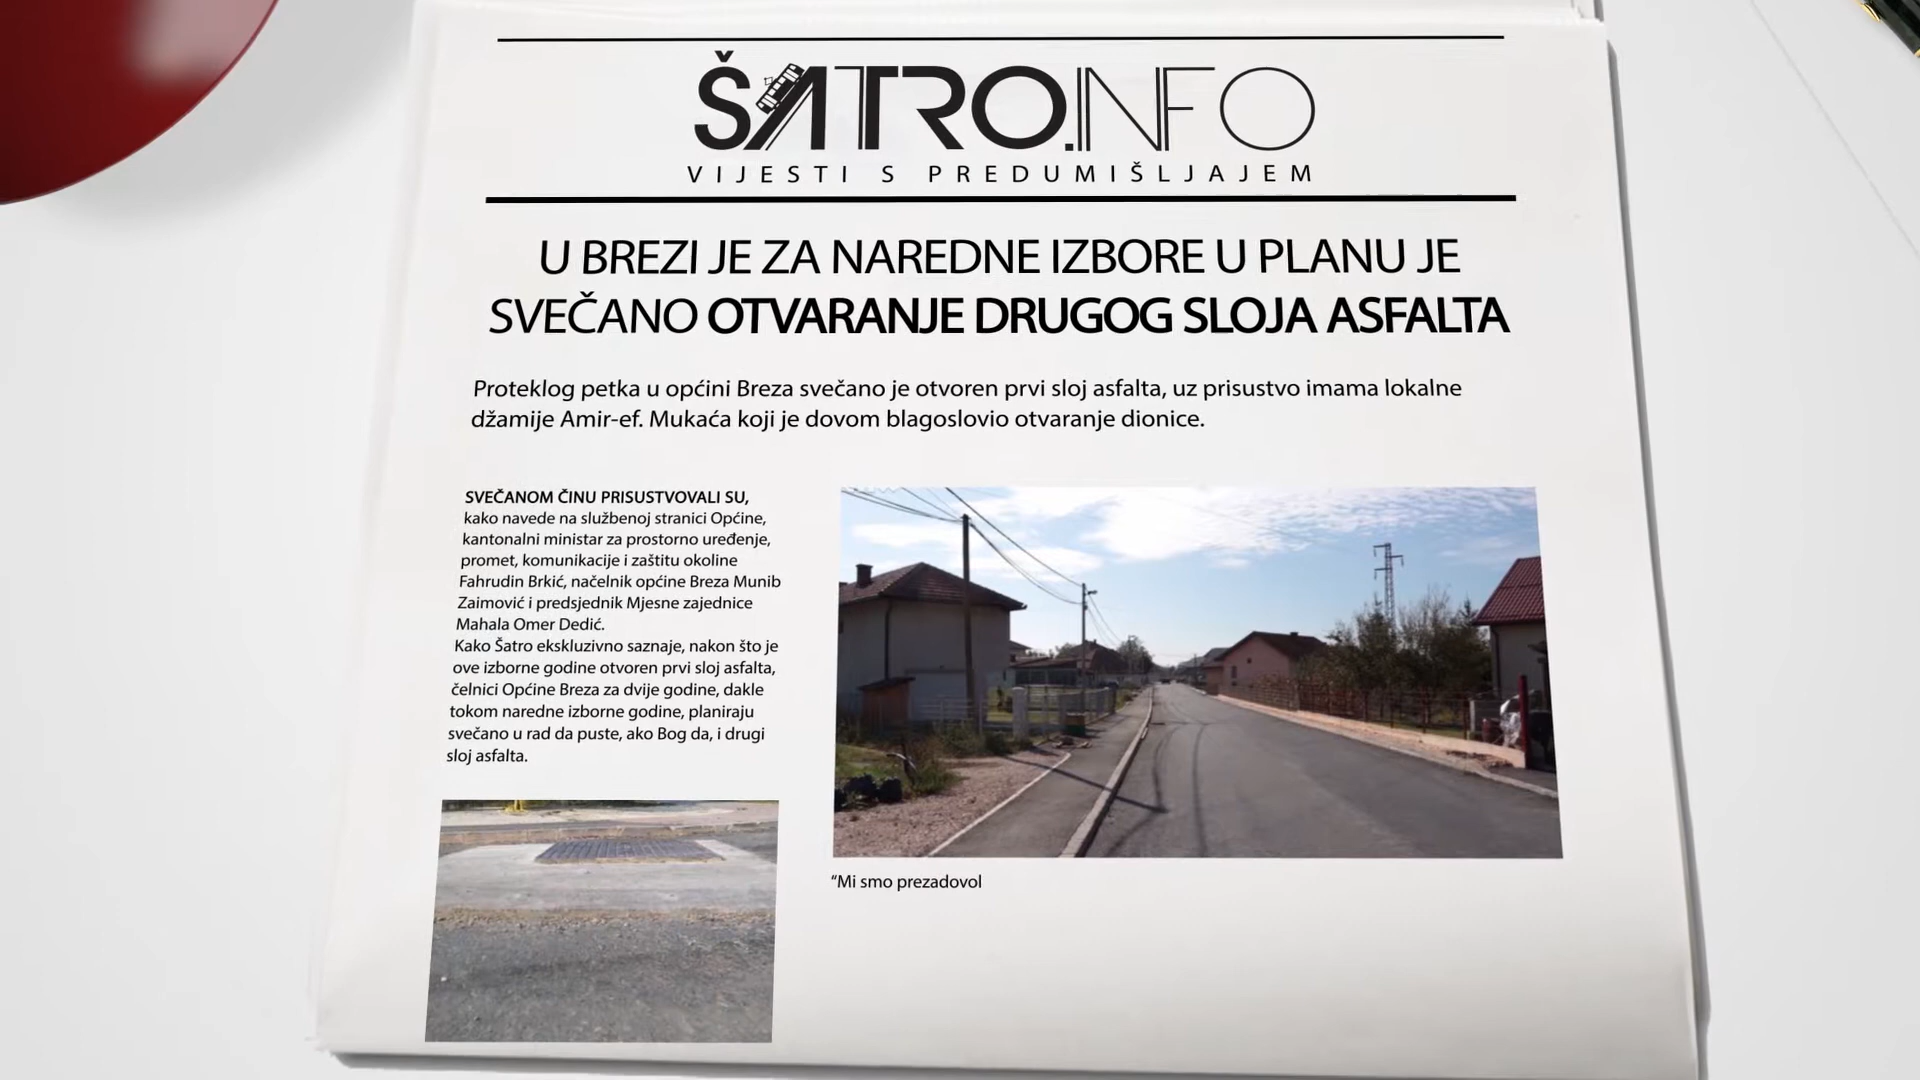 ŠATRO.INFO
VIJESTI S PREDUMIŠLJAJEM
U BREZI JE ZA NAREDNE IZBORE U PLANU JE
SVEČANO OTVARANJE DRUGOG SLOJA ASFALTA
Proteklog petka u općini Breza svečano je otvoren prvi sloj asfalta, uz prisustvo imama lokalne
džamije Amir-ef. Mukaća koji je dovom blagoslovio otvaranje dionice.
SVEČANOM ČINU PRISUSTVOVALI SU,
kako navede na službenoj stranici Općine,
kantonalni ministar za prostorno uređenje,
promet, komunikacije i zaštitu okoline
Fahrudin Brkić, načelnik općine Breza Munib
Zaimović i predsjednik Mjesne zajednice
Mahala Omer Dedić.
Kako Šatro ekskluzivno saznaje, nakon što je
ove izborne godine otvoren prvi sloj asfalta,
čelnici Općine Breza za dvije godine, dakle
tokom naredne izborne godine, planiraju
svečano u rad da puste, ako Bog da, i drugi
sloj asfalta.
“Mi smo prezadovol